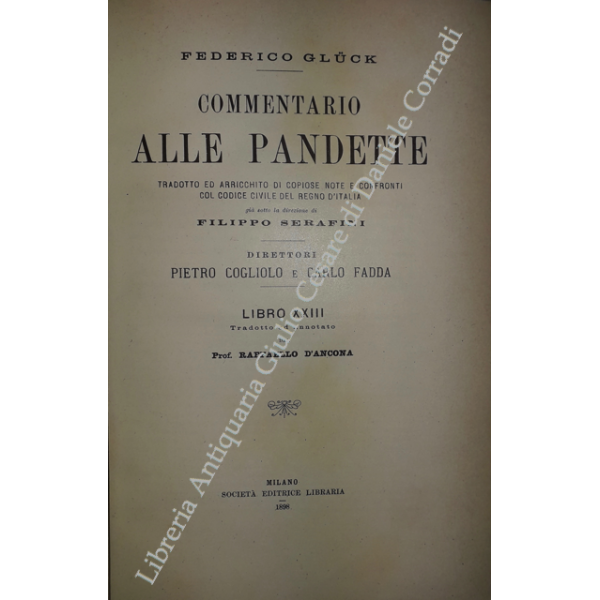 FEDERICO GLÜCK
COMMENTARIO
ALLE PANDETTE
TRADOTTO ED ARRICCHITO DI COPIOSE NOTE E CONFRONTI
COL CODICE CIVILE DEL REGNO D'ITALIA
già sotto la direzione di
FILIPPO SERAFINI
DIRETTORI
PIETRO COGLIOLO E CARLO FADDA
LIBRO XXIII
Tradotto ed annotato
Prof. RAFFAELLO D'ANCONA
MILANO
SOCIETÀ EDITRICE LIBRARIA
1898
Libreria Antiquaria Giulio Cesare di Daniele Corradi